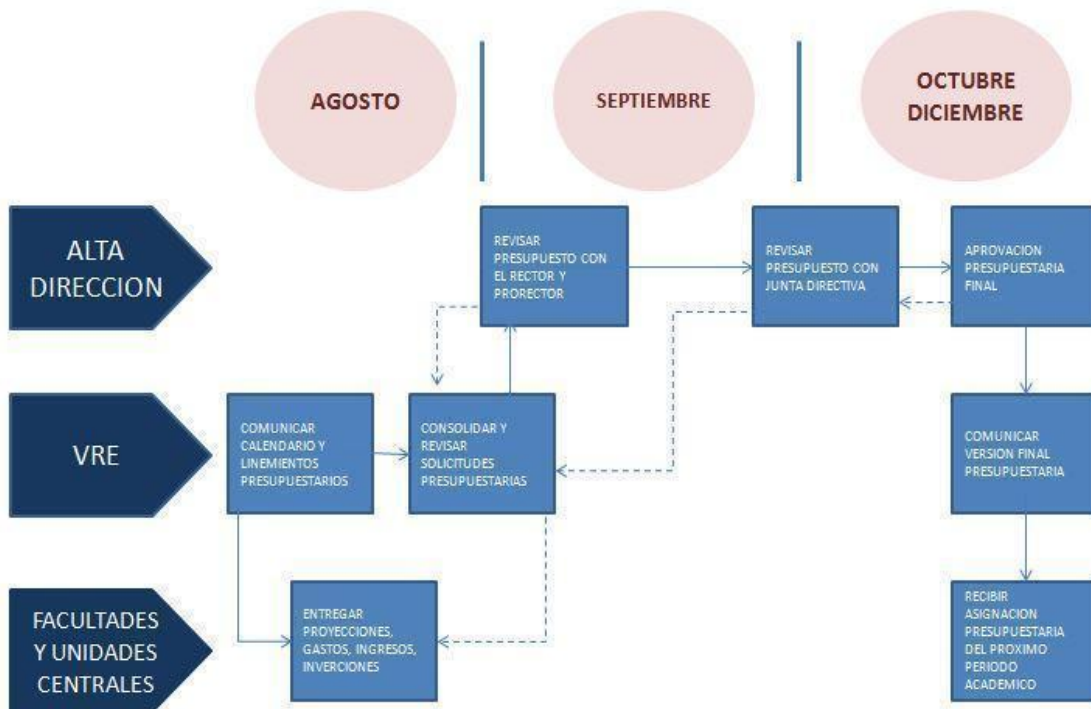 AGOSTO
SEPTIEMBRE
OCTUBRE
DICIEMBRE
ALTA
DIRECCION
REVISAR
PRESUPUESTO CON
EL RECTOR Y
PRORECTOR
REVISAR
PRESUPUESTO CON
JUNTA DIRECTIVA
APROVACION
PRESUPUESTARIA
FINAL
VRE
COMUNICAR
CALENDARIO Y
LINEMIENTOS
PRESUPUESTARIOS
CONSOLIDAR Y
REVISAR
SOLICITUDES
PRESUPUESTARIAS
COMUNICAR
VERSION FINAL
PRESUPUESTARIA
FACULTADES
Y UNIDADES
CENTRALES
ENTREGAR
PROYECCIONES,
GASTOS, INGRESOS,
INVERCIONES
RECIBIR
ASIGNACION
PRESUPUESTARIA
DEL PROXIMO
PERIODO
ACADEMICO